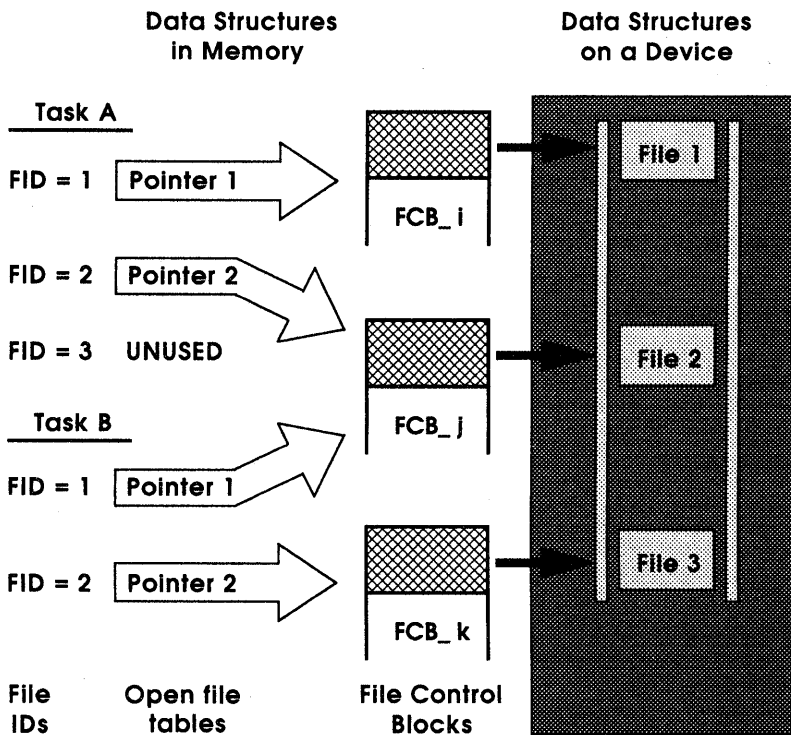 Data Structures
in Memory
Data Structures
on a Device
Task A
FID = 1 Pointer 1
FCB_ i
File 1
FID = 2 Pointer 2
FID = 3 UNUSED
FCB_ j
File 2
Task B
FID = 1 Pointer 1
FID = 2 Pointer 2
FCB_ k
File 3
File
IDs
Open file
tables
File Control
Blocks